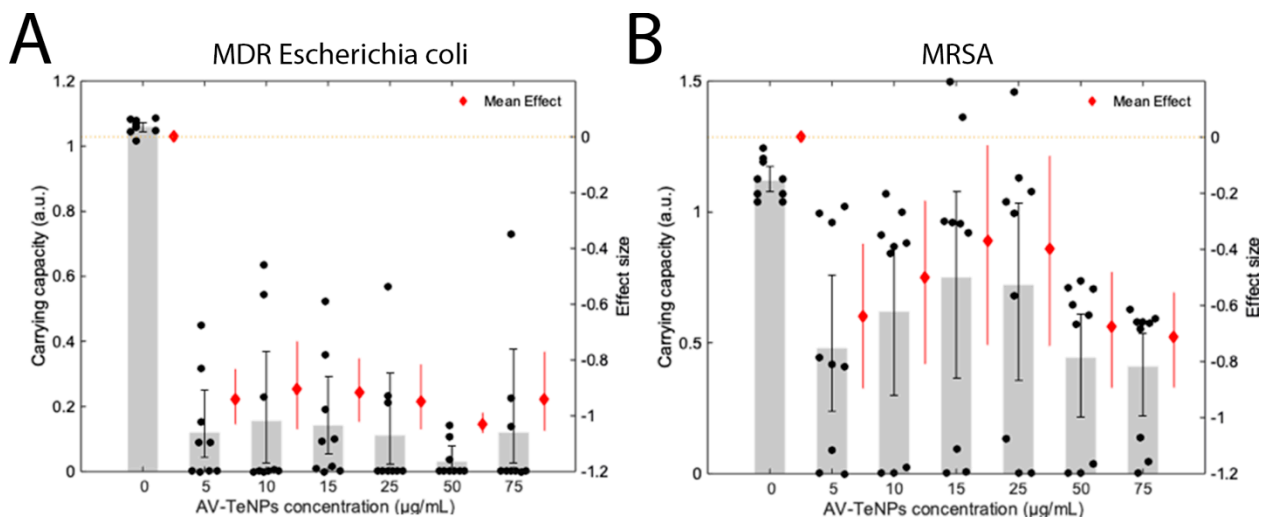 A
MDR Escherichia coli
1.2
1
0.8
0.6
0.4
0.2
0
Carrying capacity (a.u.)
Mean Effect
0
-0.2
-0.4
-0.6
-0.8
-1
-1.2
Effect size
0 5 10 15 25 50 75
AV-TeNPs concentration (µg/mL)
B
MRSA
1.5
1
0.5
0
Carrying capacity (a.u.)
Mean Effect
0
-0.2
-0.4
-0.6
-0.8
-1
-1.2
Effect size
0 5 10 15 25 50 75
AV-TeNPs concentration (µg/mL)